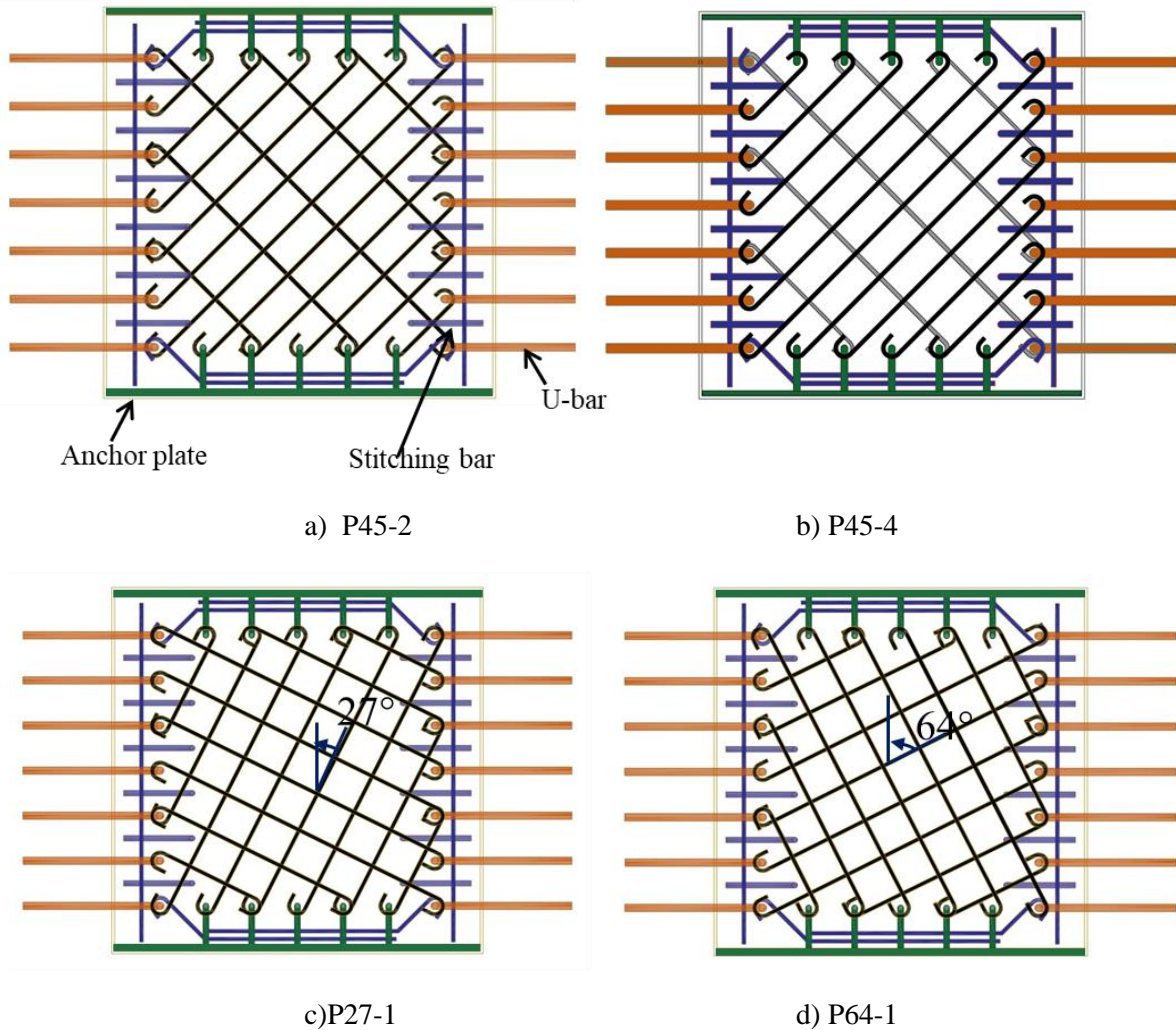 U-bar
Anchor plate
Stitching bar
a) P45-2
b) P45-4
27°
64°
c)P27-1
d) P64-1